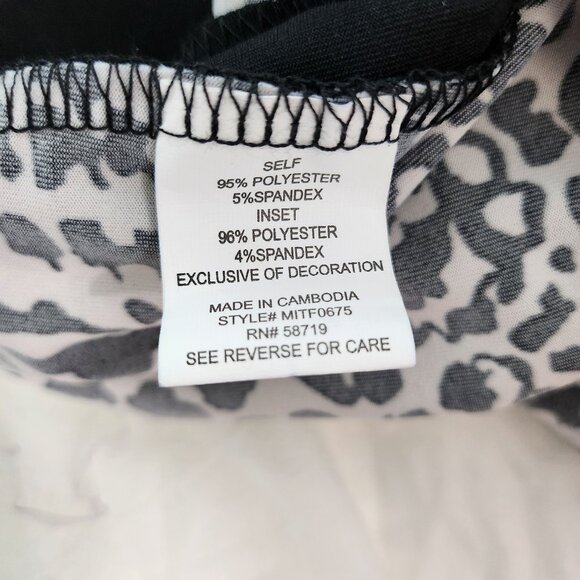 SELF
95% POLYESTER
5%SPANDEX
INSET
96% POLYESTER
4%SPANDEX
EXCLUSIVE OF DECORATION
MADE IN CAMBODIA
STYLE# MITF0675
RN# 58719
SEE REVERSE FOR CARE